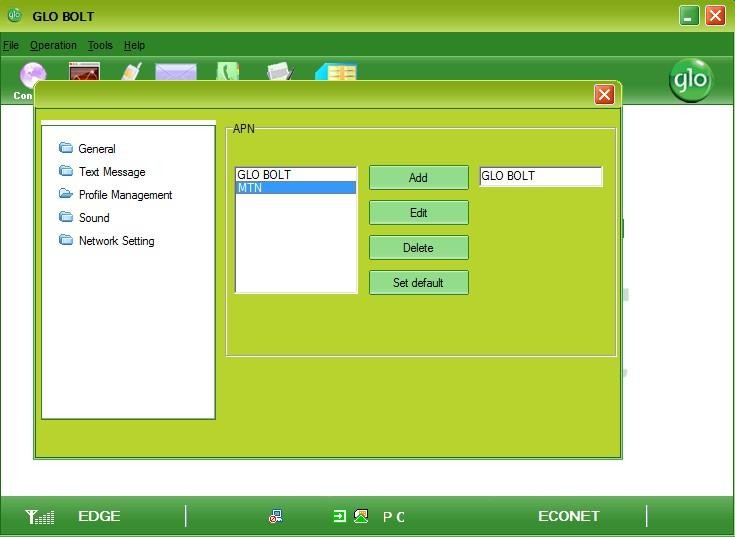 GLO BOLT
File Operation Tools Help
glo
Con
APN
General
Text Message
Profile Management
Sound
Network Setting
GLO BOLT
MTN
Add
Edit
Delete
Set default
GLO BOLT
EDGE
P C
ECONET